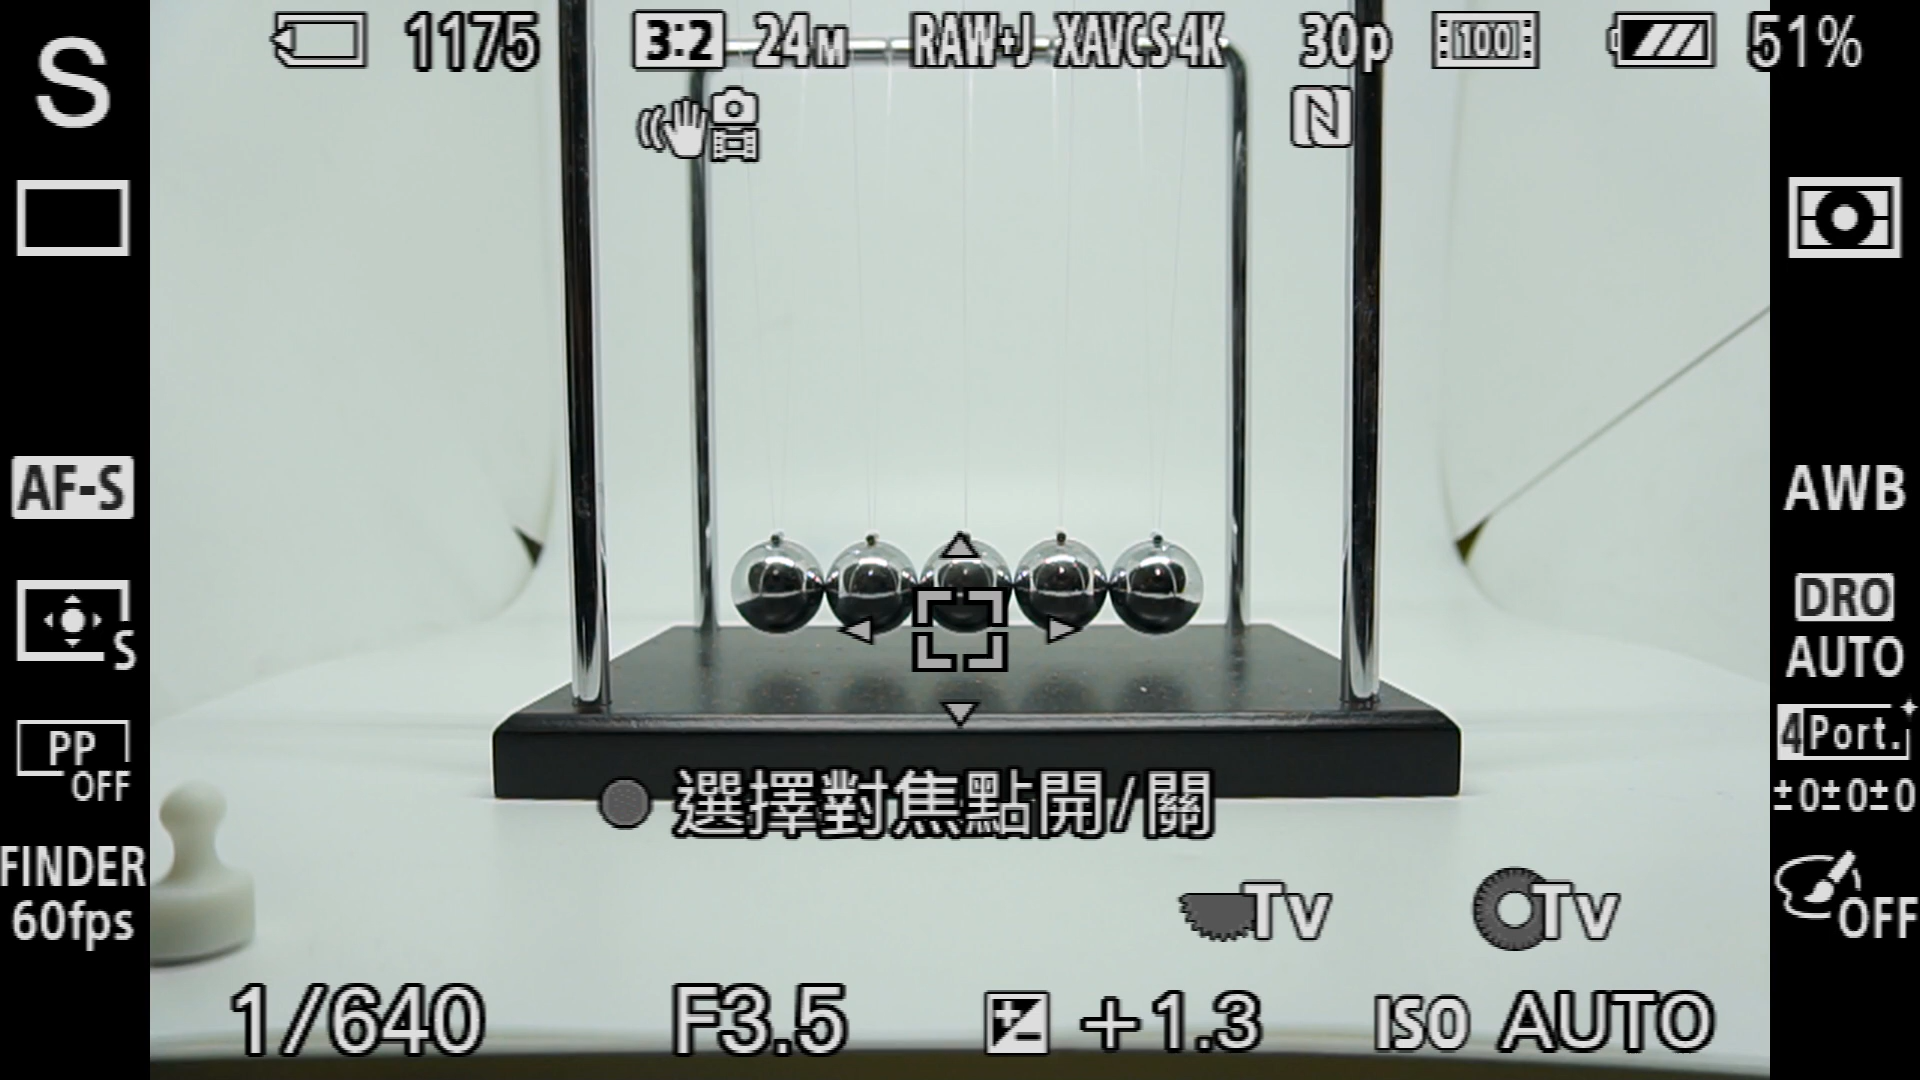 S 1175 3:2 24M RAW+J XAVC S 4K 30p 100 51%
N
AF-S
AWB
S
DRO
AUTO
PP
OFF
4 Port.
±0±0±0
選擇對焦點開/關
FINDER
60fps
Tv Tv
OFF
1/640 F3.5 +1.3 ISO AUTO